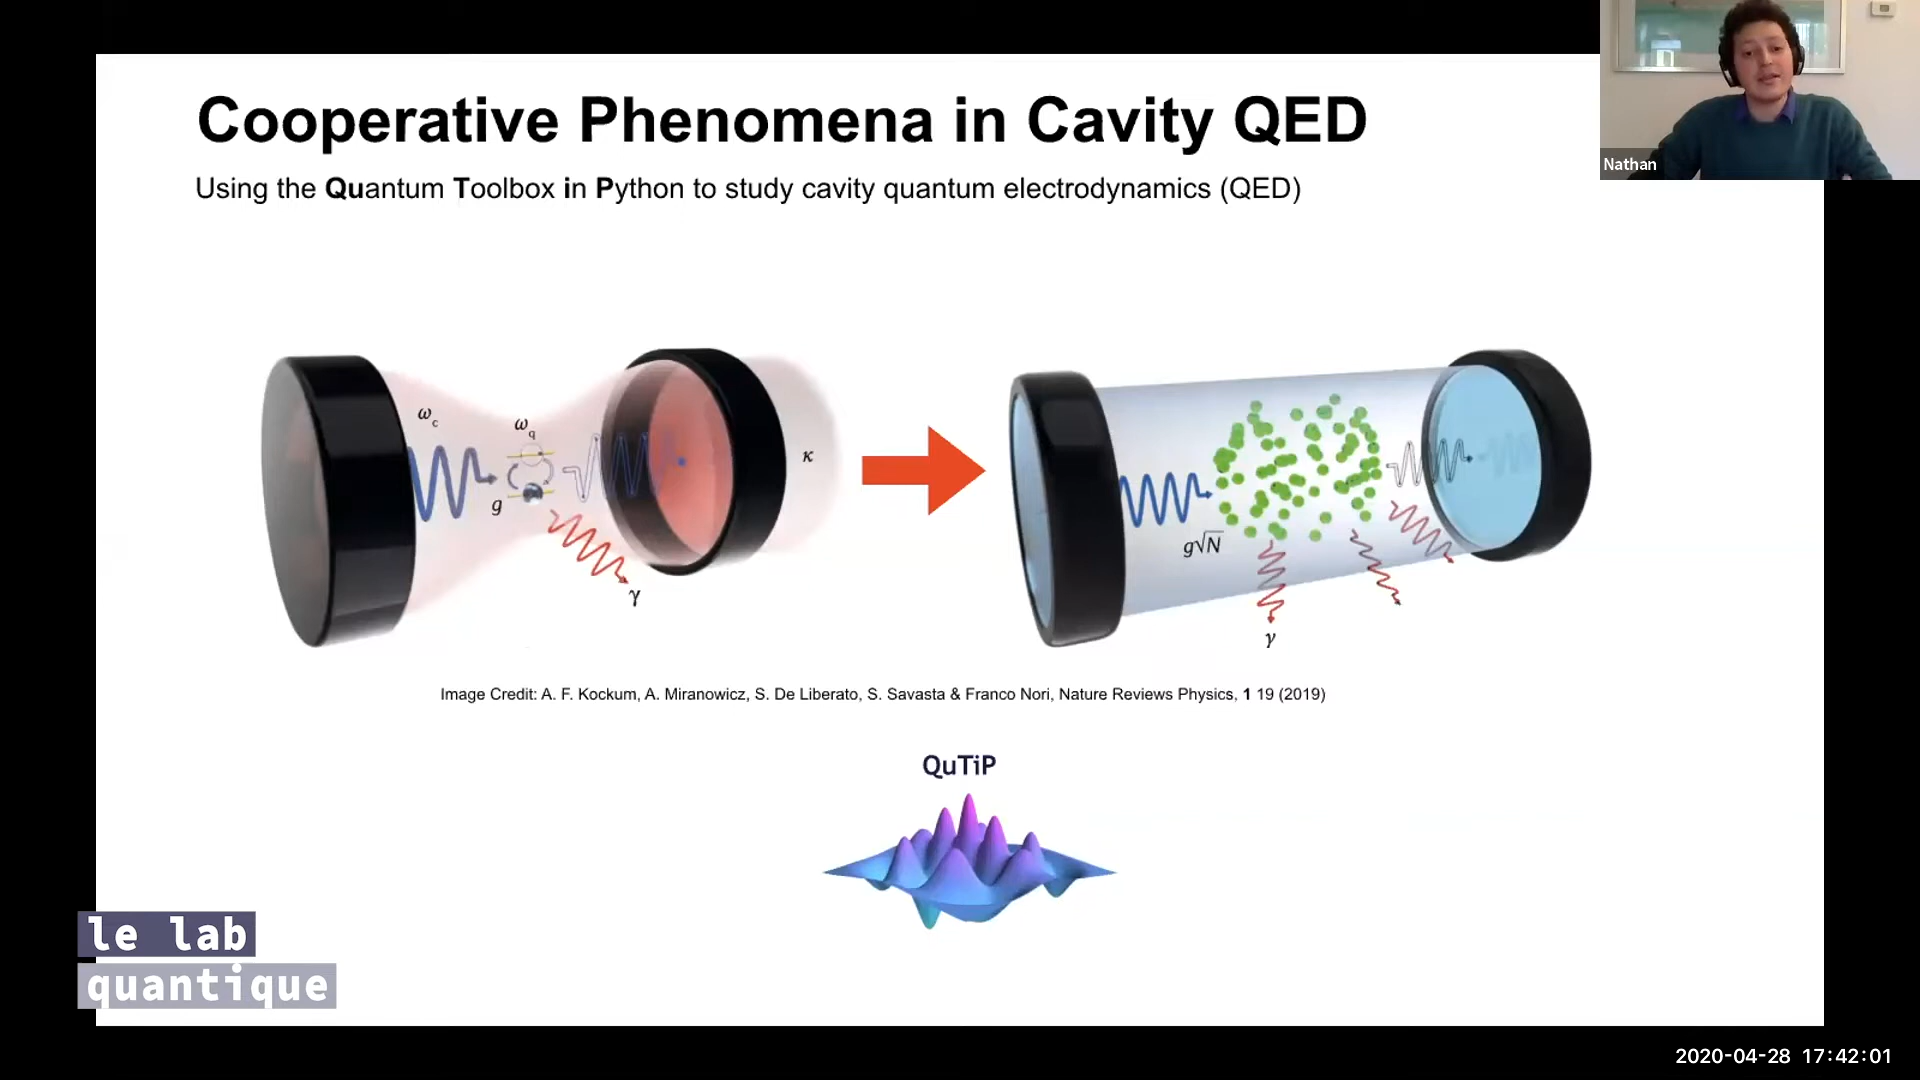 Cooperative Phenomena in Cavity QED
Using the Quantum Toolbox in Python to study cavity quantum electrodynamics (QED)
Nathan
ω_c
ω_q
g
κ
γ
g√N
γ
Image Credit: A. F. Kockum, A. Miranowicz, S. De Liberato, S. Savasta & Franco Nori, Nature Reviews Physics, 1 19 (2019)
QuTiP
le lab
quantique
2020-04-28 17:42:01